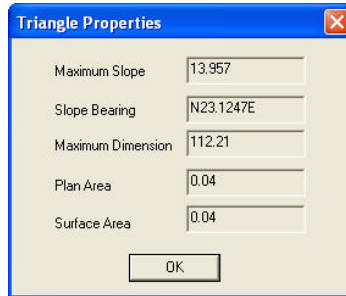 Triangle Properties
Maximum Slope 13.957
Slope Bearing N23.1247E
Maximum Dimension 112.21
Plan Area 0.04
Surface Area 0.04
OK